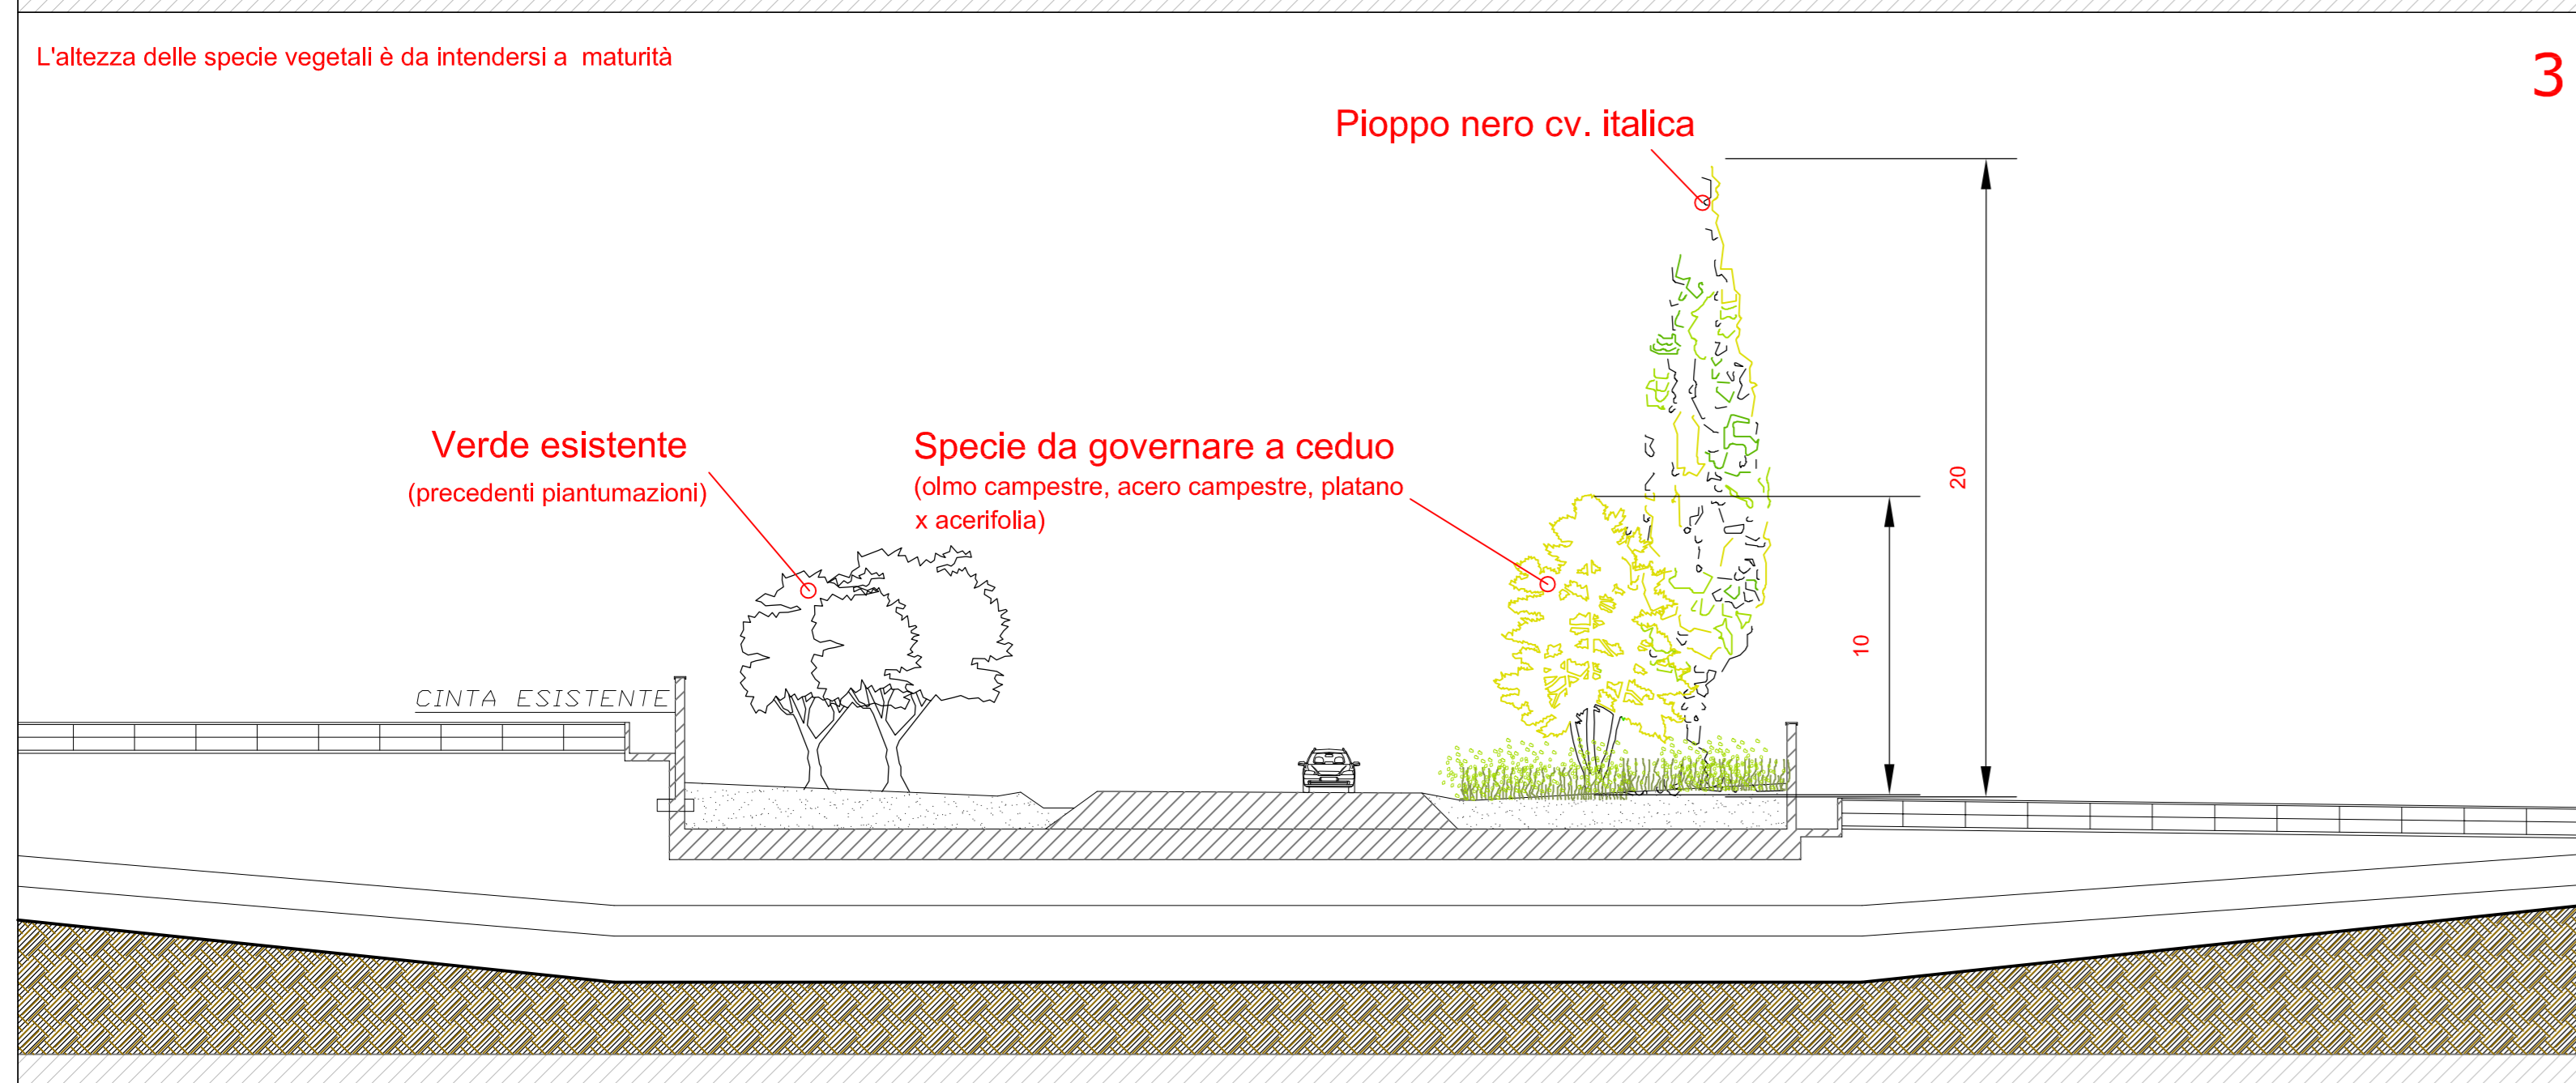 L'altezza delle specie vegetali è da intendersi a  maturità
3
Pioppo nero cv. italica
Verde esistente
(precedenti piantumazioni)
Specie da governare a ceduo
(olmo campestre, acero campestre, platano
x acerifolia)
20
10
CINTA ESISTENTE